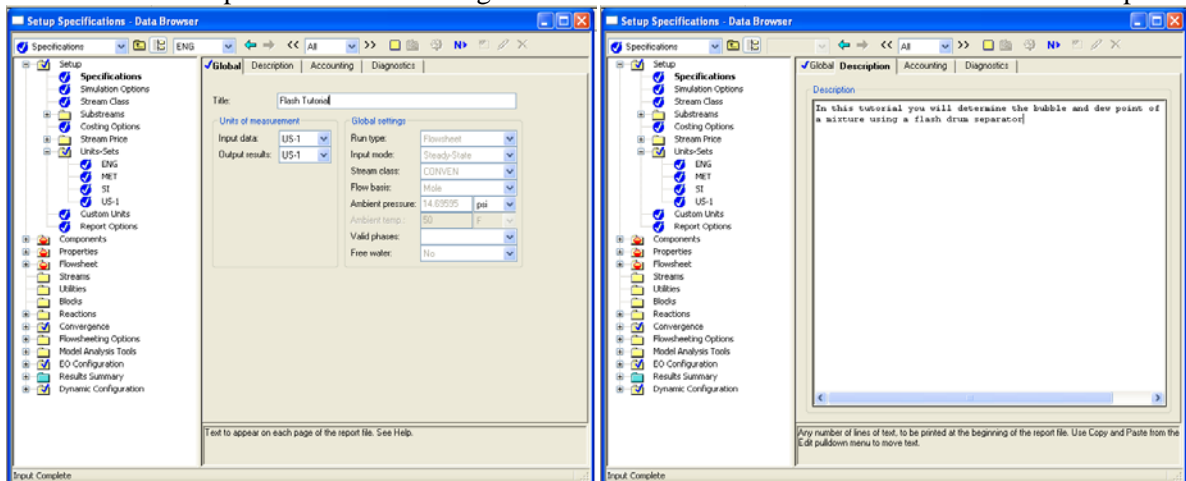 Setup Specifications - Data Browser
Specifications ENG << All >> N>
Setup
Specifications
Simulation Options
Stream Class
Substreams
Costing Options
Stream Price
Units-Sets
ENG
MET
SI
US-1
Custom Units
Report Options
Components
Properties
Flowsheet
Streams
Utilities
Blocks
Reactions
Convergence
Flowsheeting Options
Model Analysis Tools
EO Configuration
Results Summary
Dynamic Configuration
Global Description Accounting Diagnostics
Title: Flash Tutorial
Units of measurement
Input data: US-1
Output results: US-1
Global settings
Run type: Flowsheet
Input mode: Steady-State
Stream class: CONVEN
Flow basis: Mole
Ambient pressure: 14.69595 psi
Ambient temp.: 50 F
Valid phases:
Free water: No
Text to appear on each page of the report file. See Help.
Input Complete
Setup Specifications - Data Browser
Specifications << All >> N>
Setup
Specifications
Simulation Options
Stream Class
Substreams
Costing Options
Stream Price
Units-Sets
ENG
MET
SI
US-1
Custom Units
Report Options
Components
Properties
Flowsheet
Streams
Utilities
Blocks
Reactions
Convergence
Flowsheeting Options
Model Analysis Tools
EO Configuration
Results Summary
Dynamic Configuration
Global Description Accounting Diagnostics
Description
In this tutorial you will determine the bubble and dew point of
a mixture using a flash drum separator
Any number of lines of text, to be printed at the beginning of the report file. Use Copy and Paste from the
Edit pulldown menu to move text.
Input Complete